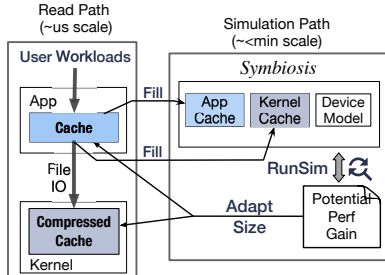 Read Path
(~us scale)
User Workloads
App
Cache
File
IO
Compressed
Cache
Kernel
Fill
Fill
Simulation Path
(~<min scale)
Symbiosis
App
Cache
Kernel
Cache
Device
Model
RunSim
Adapt
Size
Potential
Perf
Gain